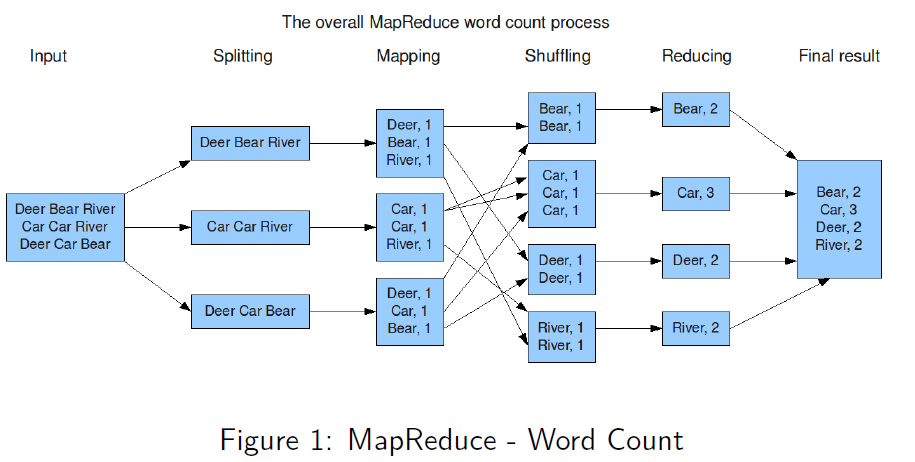 The overall MapReduce word count process
Input
Splitting
Mapping
Shuffling
Reducing
Final result
Deer Bear River
Car Car River
Deer Car Bear
Deer Bear River
Car Car River
Deer Car Bear
Deer, 1
Bear, 1
River, 1
Car, 1
Car, 1
River, 1
Deer, 1
Car, 1
Bear, 1
Bear, 1
Bear, 1
Car, 1
Car, 1
Car, 1
Deer, 1
Deer, 1
River, 1
River, 1
Bear, 2
Car, 3
Deer, 2
River, 2
Bear, 2
Car, 3
Deer, 2
River, 2
Figure 1: MapReduce - Word Count